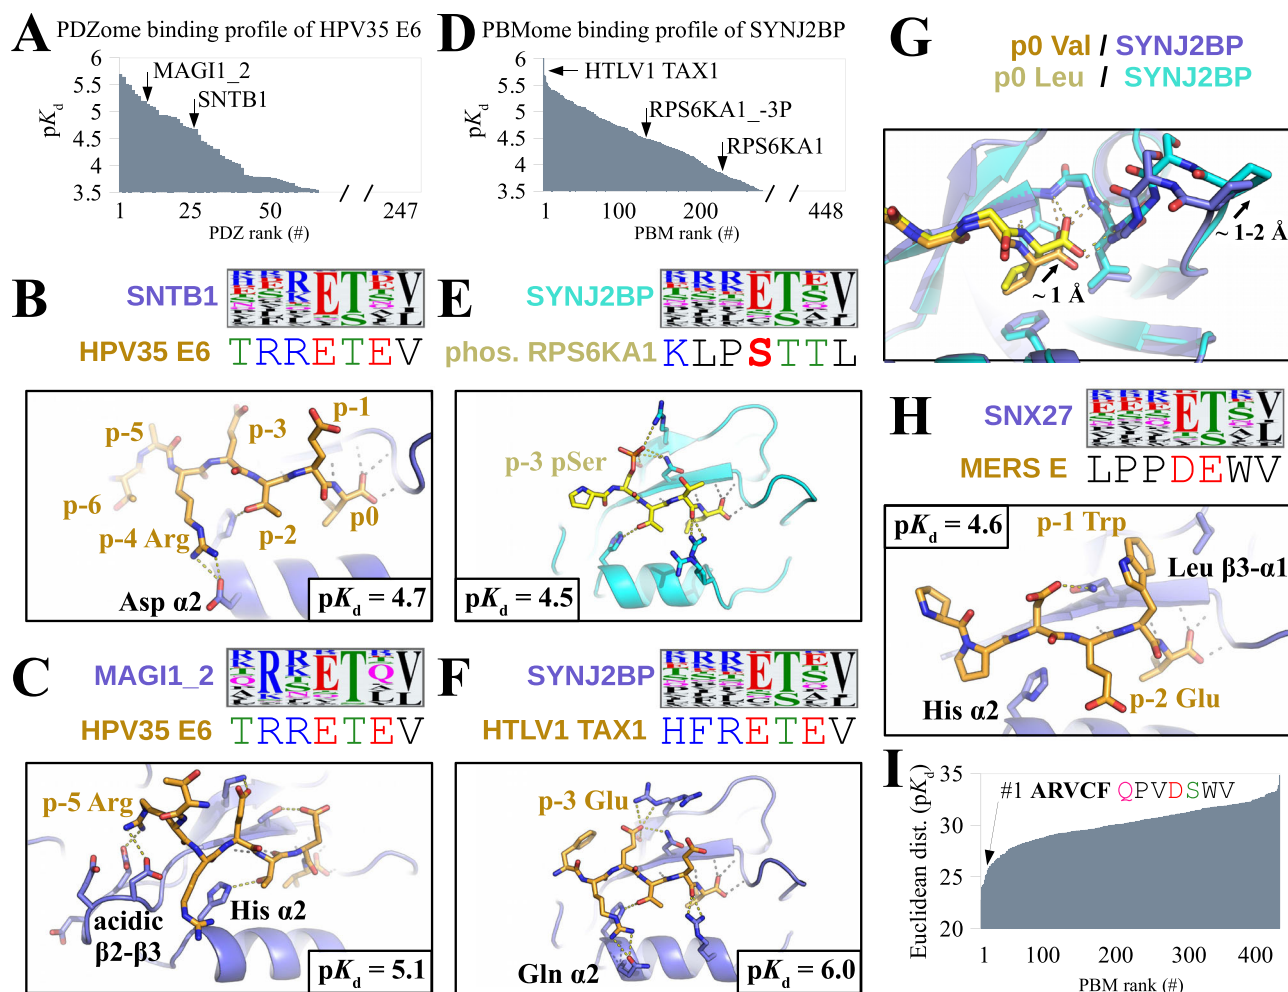 A PDZome binding profile of HPV35 E6
6
5.5
5
4.5
4
3.5
pKd
MAGI1_2
SNTB1
1 25 50 // 247
PDZ rank (#)
B
SNTB1
HPV35 E6 TRRETEV
p-5
p-3
p-1
p-6
p-4 Arg
p-2
p0
Asp α2
pKd = 4.7
C
MAGI1_2
HPV35 E6 TRRETEV
p-5 Arg
acidic
β2-β3
His α2
pKd = 5.1
D PBMome binding profile of SYNJ2BP
6
5.5
5
4.5
4
3.5
pKd
HTLV1 TAX1
RPS6KA1_-3P
RPS6KA1
1 100 200 // 448
PBM rank (#)
E
SYNJ2BP
phos. RPS6KA1 KLPSTTL
p-3 pSer
pKd = 4.5
F
SYNJ2BP
HTLV1 TAX1 HFRETEV
p-3 Glu
Gln α2
pKd = 6.0
G
p0 Val / SYNJ2BP
p0 Leu / SYNJ2BP
~ 1-2 Å
~ 1 Å
H
SNX27
MERS E LPPDEWV
pKd = 4.6
p-1 Trp
Leu β3-α1
His α2
p-2 Glu
I
35
30
25
20
Euclidean dist. (pKd)
#1 ARVCF QPVDSWV
1 100 200 300 400
PBM rank (#)